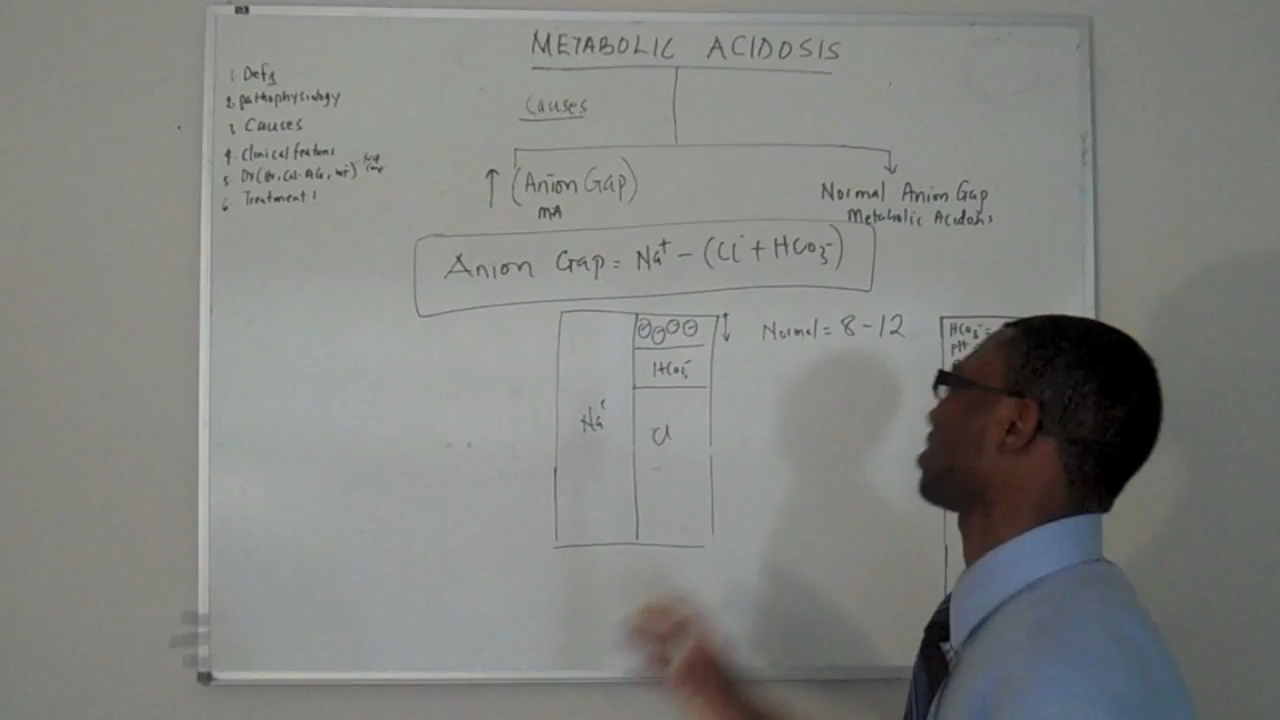 METABOLIC ACIDOSIS
1. Defn
2. pathophysiology
3. Causes
4. Clinical features
5.
6. Treatment
Causes
↑ (Anion Gap)
MA
Normal Anion Gap
Metabolic Acidosis
Anion Gap = Na⁺ − (Cl⁻ + HCO₃⁻)
Normal = 8 − 12
HCO₃⁻
Na⁺
Cl
HCO₃⁻ =
pH